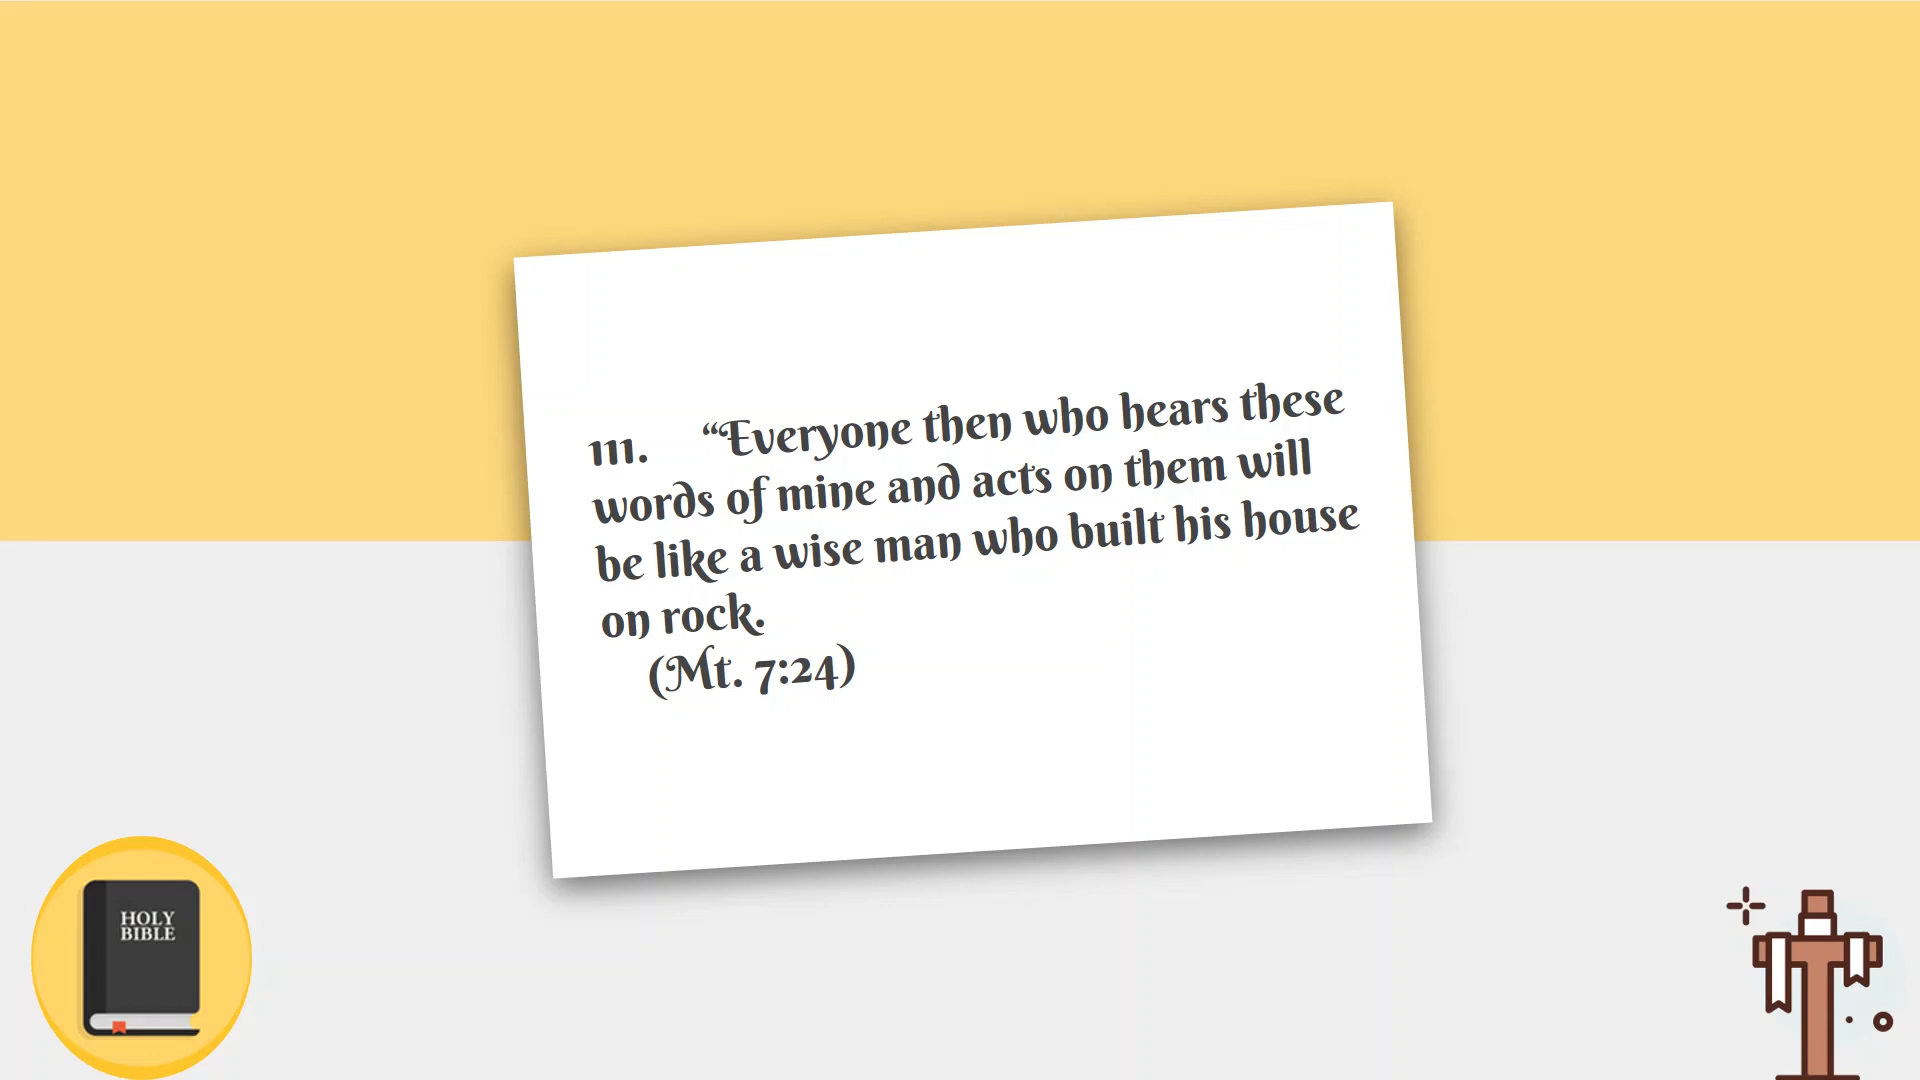 111. “Everyone then who hears these
words of mine and acts on them will
be like a wise man who built his house
on rock.
(Mt. 7:24)
HOLY
BIBLE